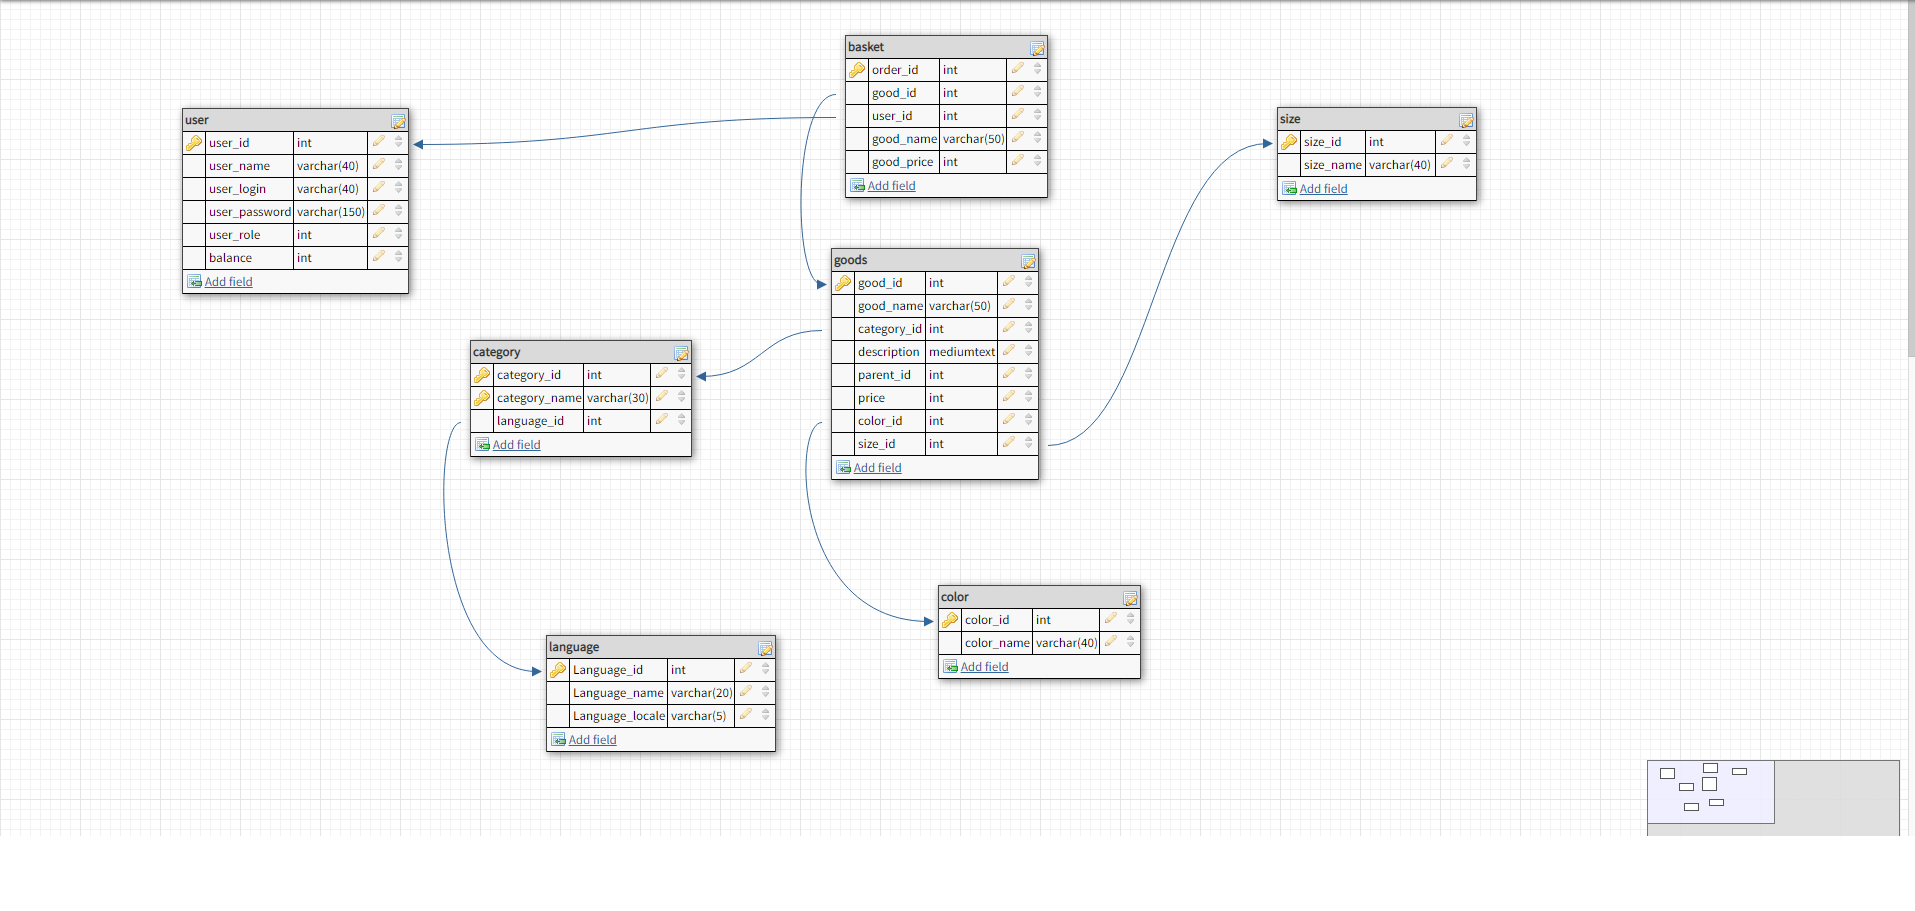 basket
order_id int
good_id int
user_id int
good_name varchar(50)
good_price int
Add field
user
user_id int
user_name varchar(40)
user_login varchar(40)
user_password varchar(150)
user_role int
balance int
Add field
size
size_id int
size_name varchar(40)
Add field
goods
good_id int
good_name varchar(50)
category_id int
description mediumtext
parent_id int
price int
color_id int
size_id int
Add field
category
category_id int
category_name varchar(30)
language_id int
Add field
color
color_id int
color_name varchar(40)
Add field
language
Language_id int
Language_name varchar(20)
Language_locale varchar(5)
Add field